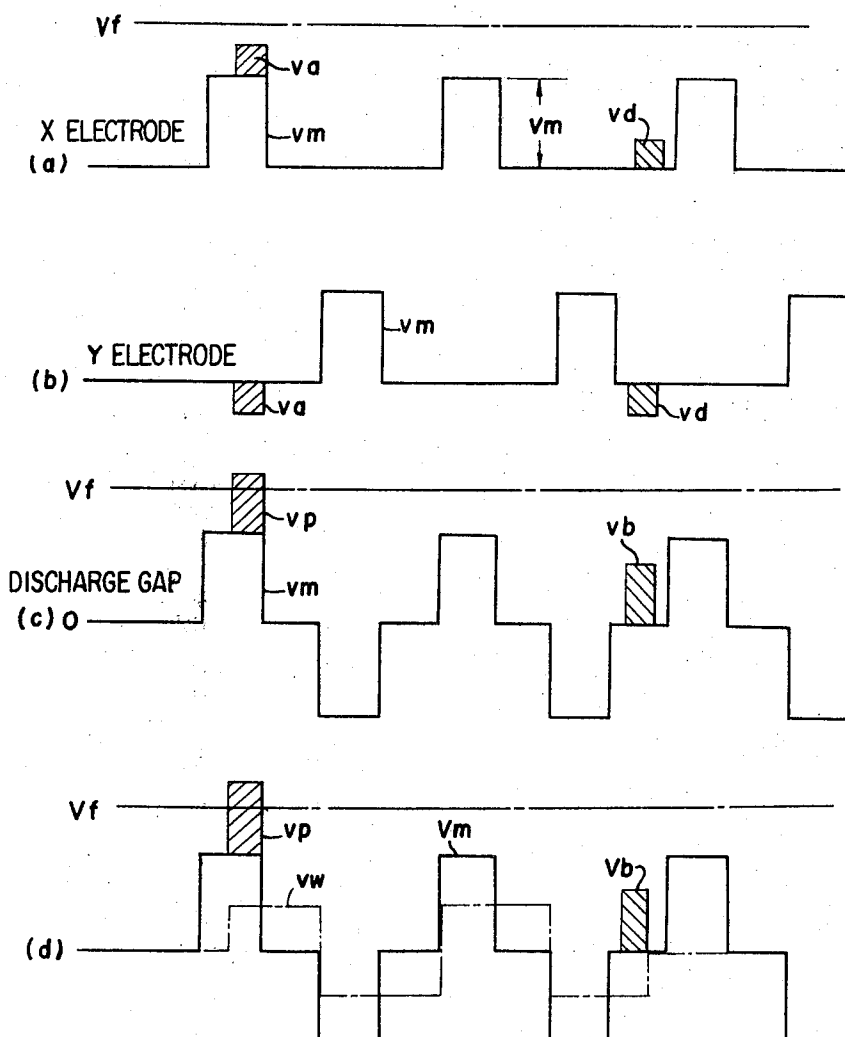 Vf
va
X ELECTRODE
vm
Vm
vd
(a)
vm
Y ELECTRODE
(b)
va
vd
Vf
vp
vb
DISCHARGE GAP
vm
(c) 0
Vf
vp
Vm
vw
Vb
(d)